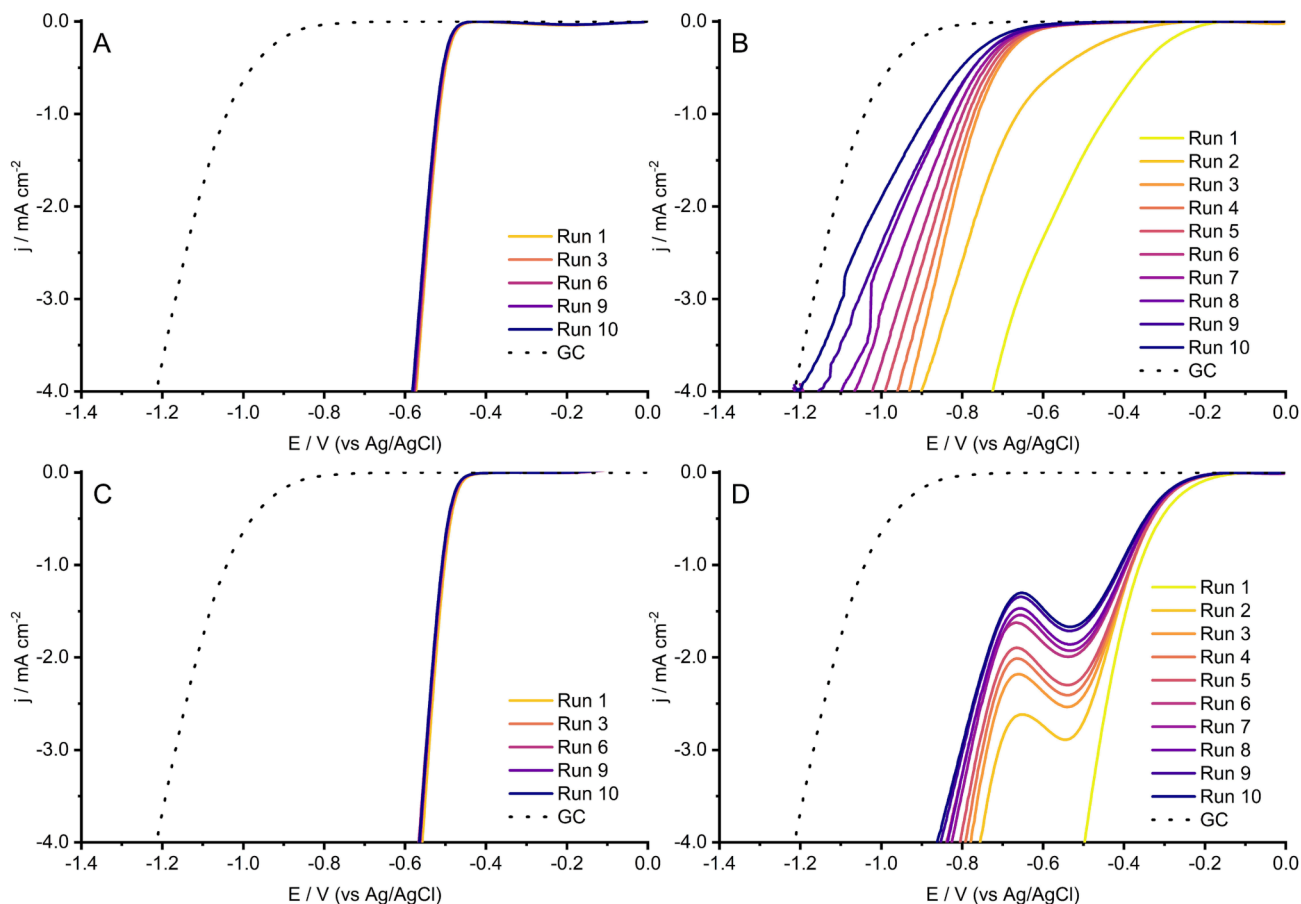 A
0.0
-1.0
-2.0
-3.0
-4.0
j / mA cm-2
Run 1
Run 3
Run 6
Run 9
Run 10
GC
-1.4 -1.2 -1.0 -0.8 -0.6 -0.4 -0.2 0.0
E / V (vs Ag/AgCl)
B
0.0
-1.0
-2.0
-3.0
-4.0
j / mA cm-2
Run 1
Run 2
Run 3
Run 4
Run 5
Run 6
Run 7
Run 8
Run 9
Run 10
GC
-1.4 -1.2 -1.0 -0.8 -0.6 -0.4 -0.2 0.0
E / V (vs Ag/AgCl)
C
0.0
-1.0
-2.0
-3.0
-4.0
j / mA cm-2
Run 1
Run 3
Run 6
Run 9
Run 10
GC
-1.4 -1.2 -1.0 -0.8 -0.6 -0.4 -0.2 0.0
E / V (vs Ag/AgCl)
D
0.0
-1.0
-2.0
-3.0
-4.0
j / mA cm-2
Run 1
Run 2
Run 3
Run 4
Run 5
Run 6
Run 7
Run 8
Run 9
Run 10
GC
-1.4 -1.2 -1.0 -0.8 -0.6 -0.4 -0.2 0.0
E / V (vs Ag/AgCl)